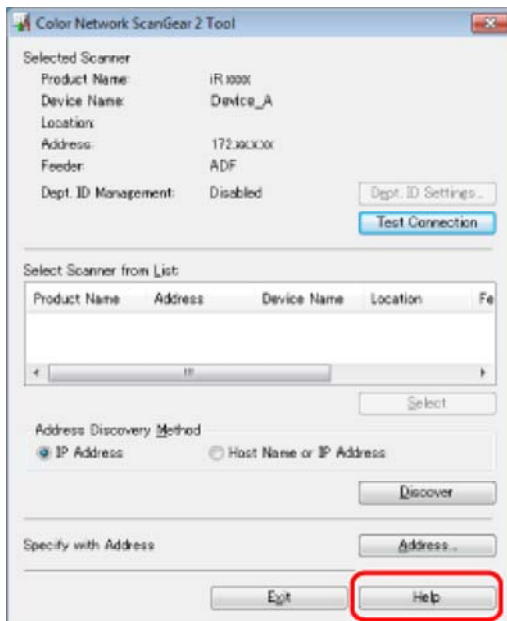 Color Network ScanGear 2 Tool
Selected Scanner
Product Name: iR xxxx
Device Name: Device_A
Location:
Address: 172.xx.x.xx
Feeder: ADF
Dept. ID Management: Disabled Dept. ID Settings...
Test Connection
Select Scanner from List:
Product Name Address Device Name Location Fe
Select
Address Discovery Method
IP Address Host Name or IP Address
Discover
Specify with Address Address...
Exit Help